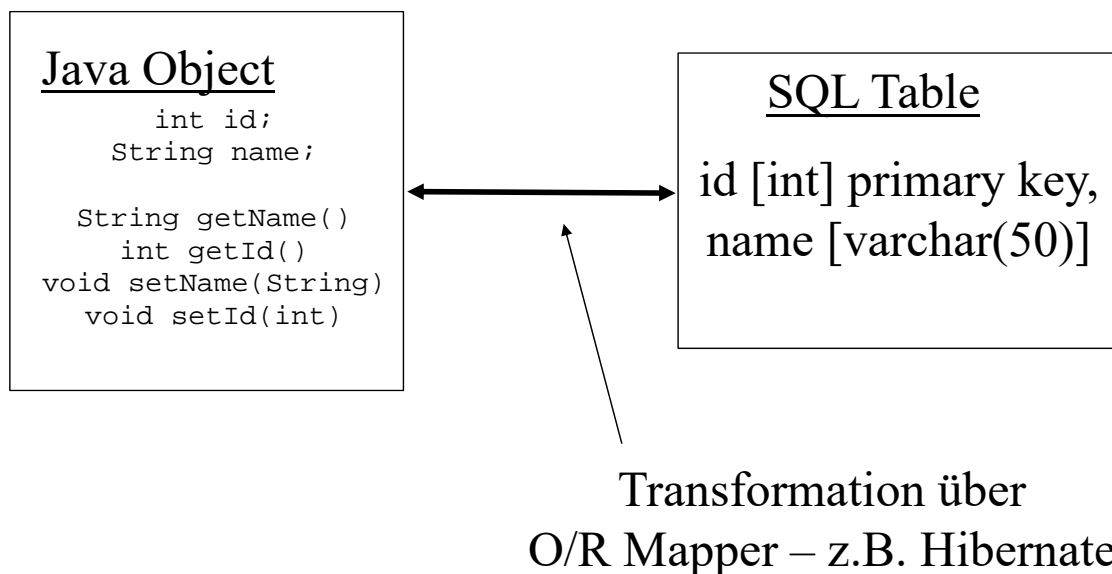 Java Object
int id;
String name;
String getName()
int getId()
void setName(String)
void setId(int)
SQL Table
id [int] primary key,
name [varchar(50)]
Transformation über
O/R Mapper – z.B. Hibernate